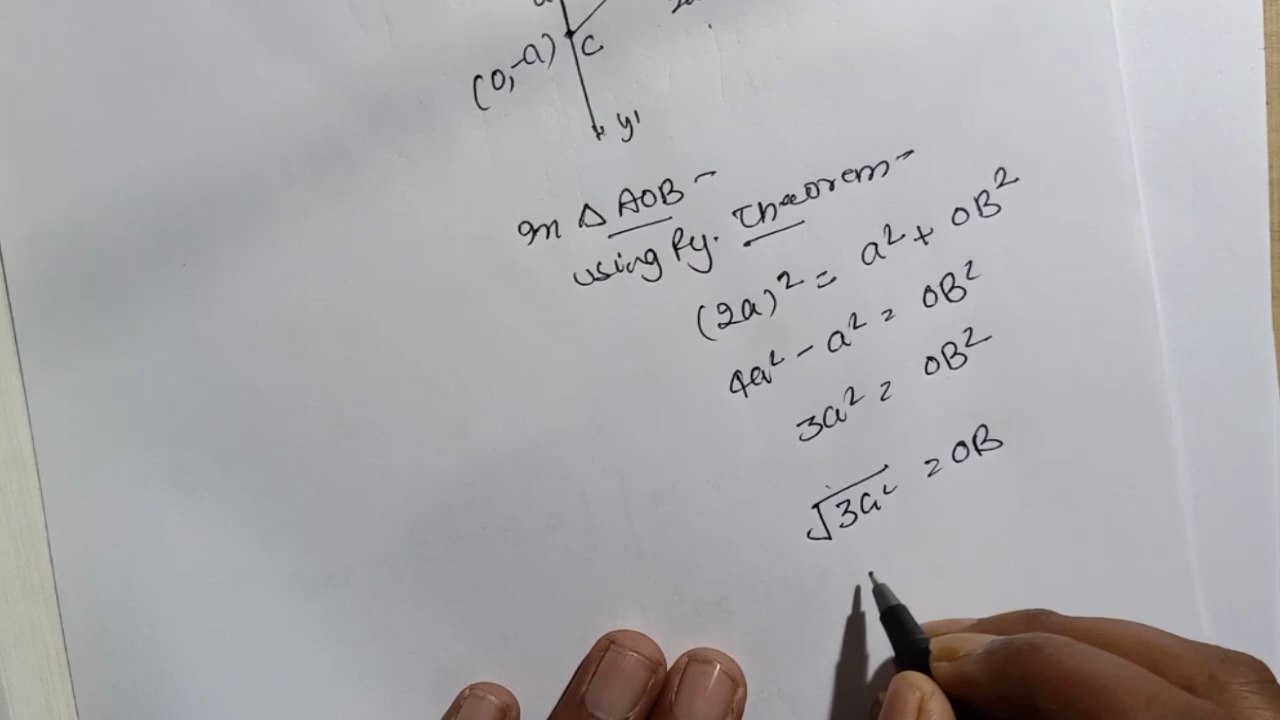 (0,-a) C
y'
In △ AOB -
using Py. Theorem -
(2a)² = a² + OB²
4a² - a² = OB²
3a² = OB²
√3a² = OB